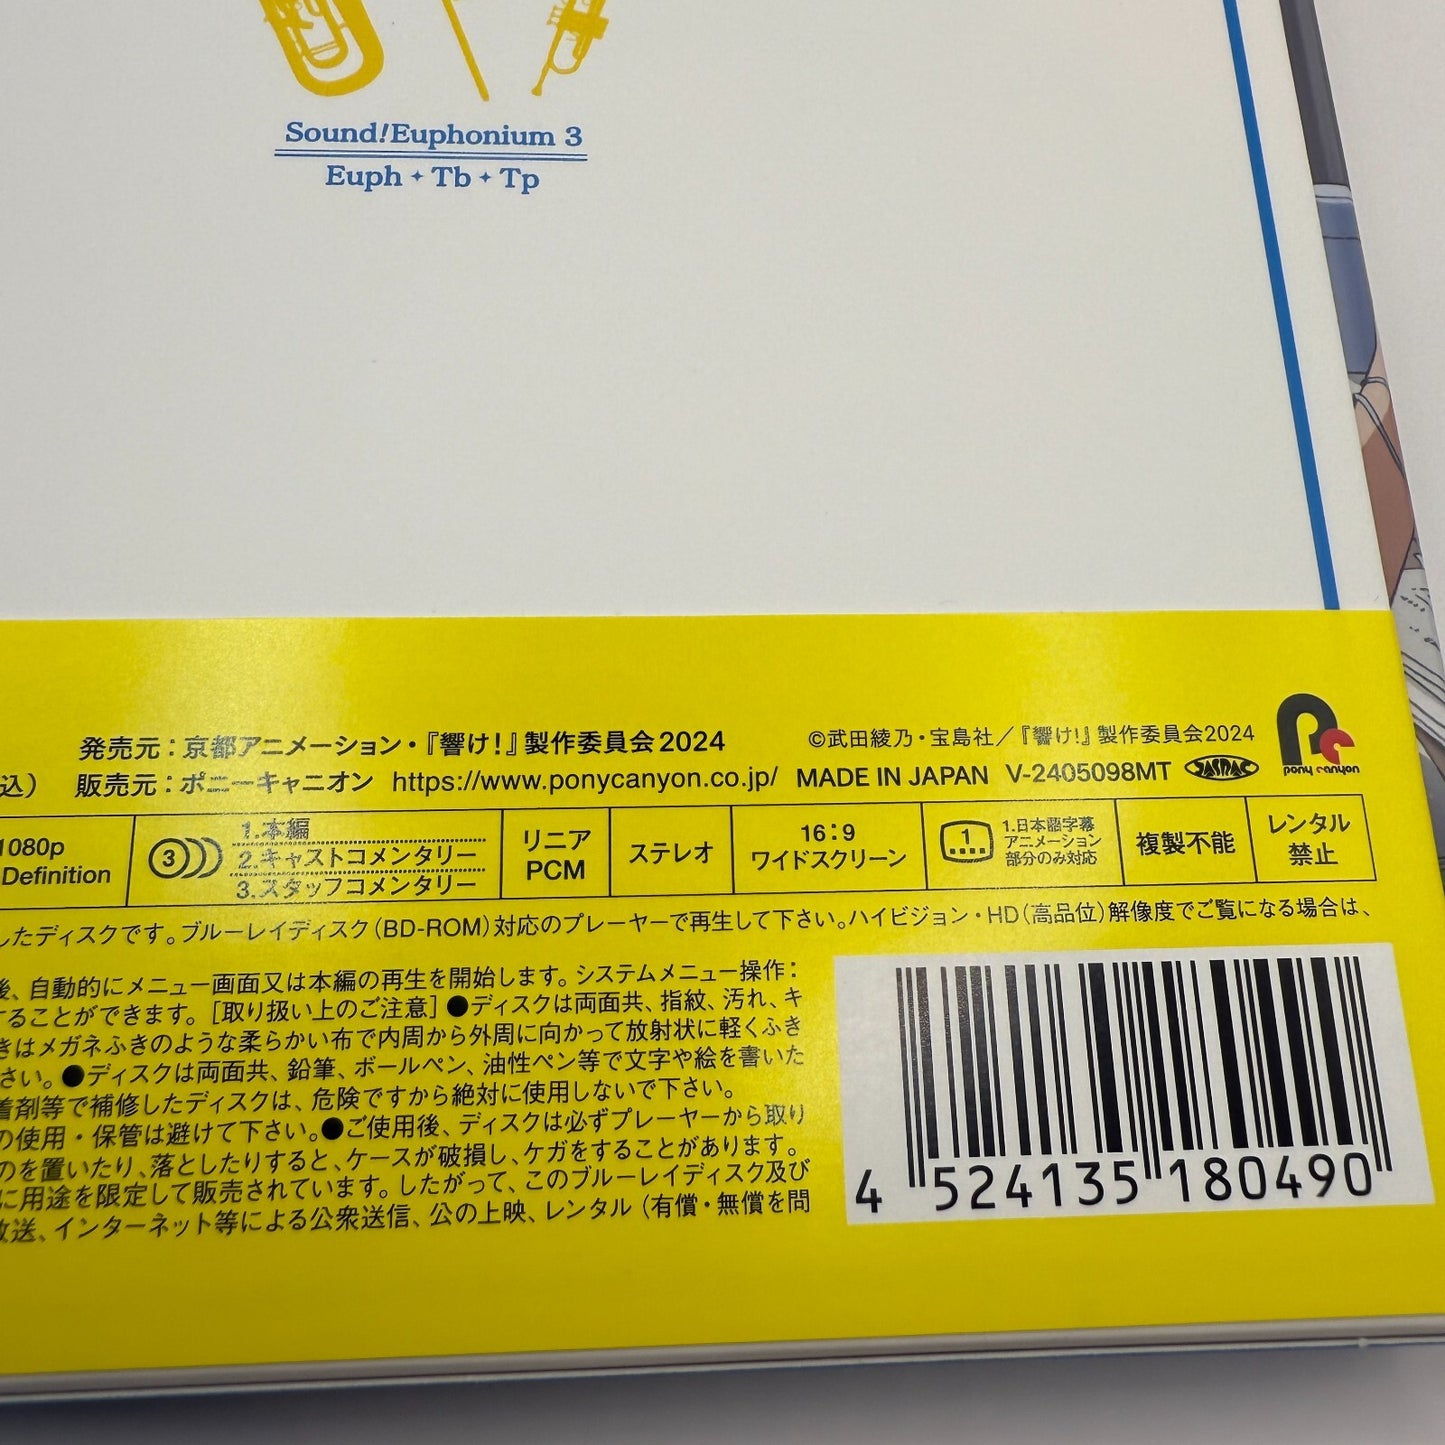 Sound!Euphonium 3
Euph✦Tb✦Tp
発売元：京都アニメーション・『響け！』製作委員会2024
©武田綾乃・宝島社／『響け！』製作委員会2024
込） 販売元：ポニーキャニオン https://www.ponycanyon.co.jp/ MADE IN JAPAN V-2405098MT JASRAC
pony canyon
1080p
Definition
3
1.本編
2.キャストコメンタリー
3.スタッフコメンタリー
リニア
PCM
ステレオ
16：9
ワイドスクリーン
1
1.日本語字幕
アニメーション
部分のみ対応
複製不能
レンタル
禁止
したディスクです。ブルーレイディスク（BD-ROM）対応のプレーヤーで再生して下さい。ハイビジョン・HD（高品位）解像度でご覧になる場合は、
後、自動的にメニュー画面又は本編の再生を開始します。システムメニュー操作：
することができます。［取り扱い上のご注意］●ディスクは両面共、指紋、汚れ、キ
きはメガネふきのような柔らかい布で内周から外周に向かって放射状に軽くふき
さい。●ディスクは両面共、鉛筆、ボールペン、油性ペン等で文字や絵を書いた
着剤等で補修したディスクは、危険ですから絶対に使用しないで下さい。
の使用・保管は避けて下さい。●ご使用後、ディスクは必ずプレーヤーから取り
のを置いたり、落としたりすると、ケースが破損し、ケガをすることがあります。
に用途を限定して販売されています。したがって、このブルーレイディスク及び
放送、インターネット等による公衆送信、公の上映、レンタル（有償・無償を問
4 524135 180490